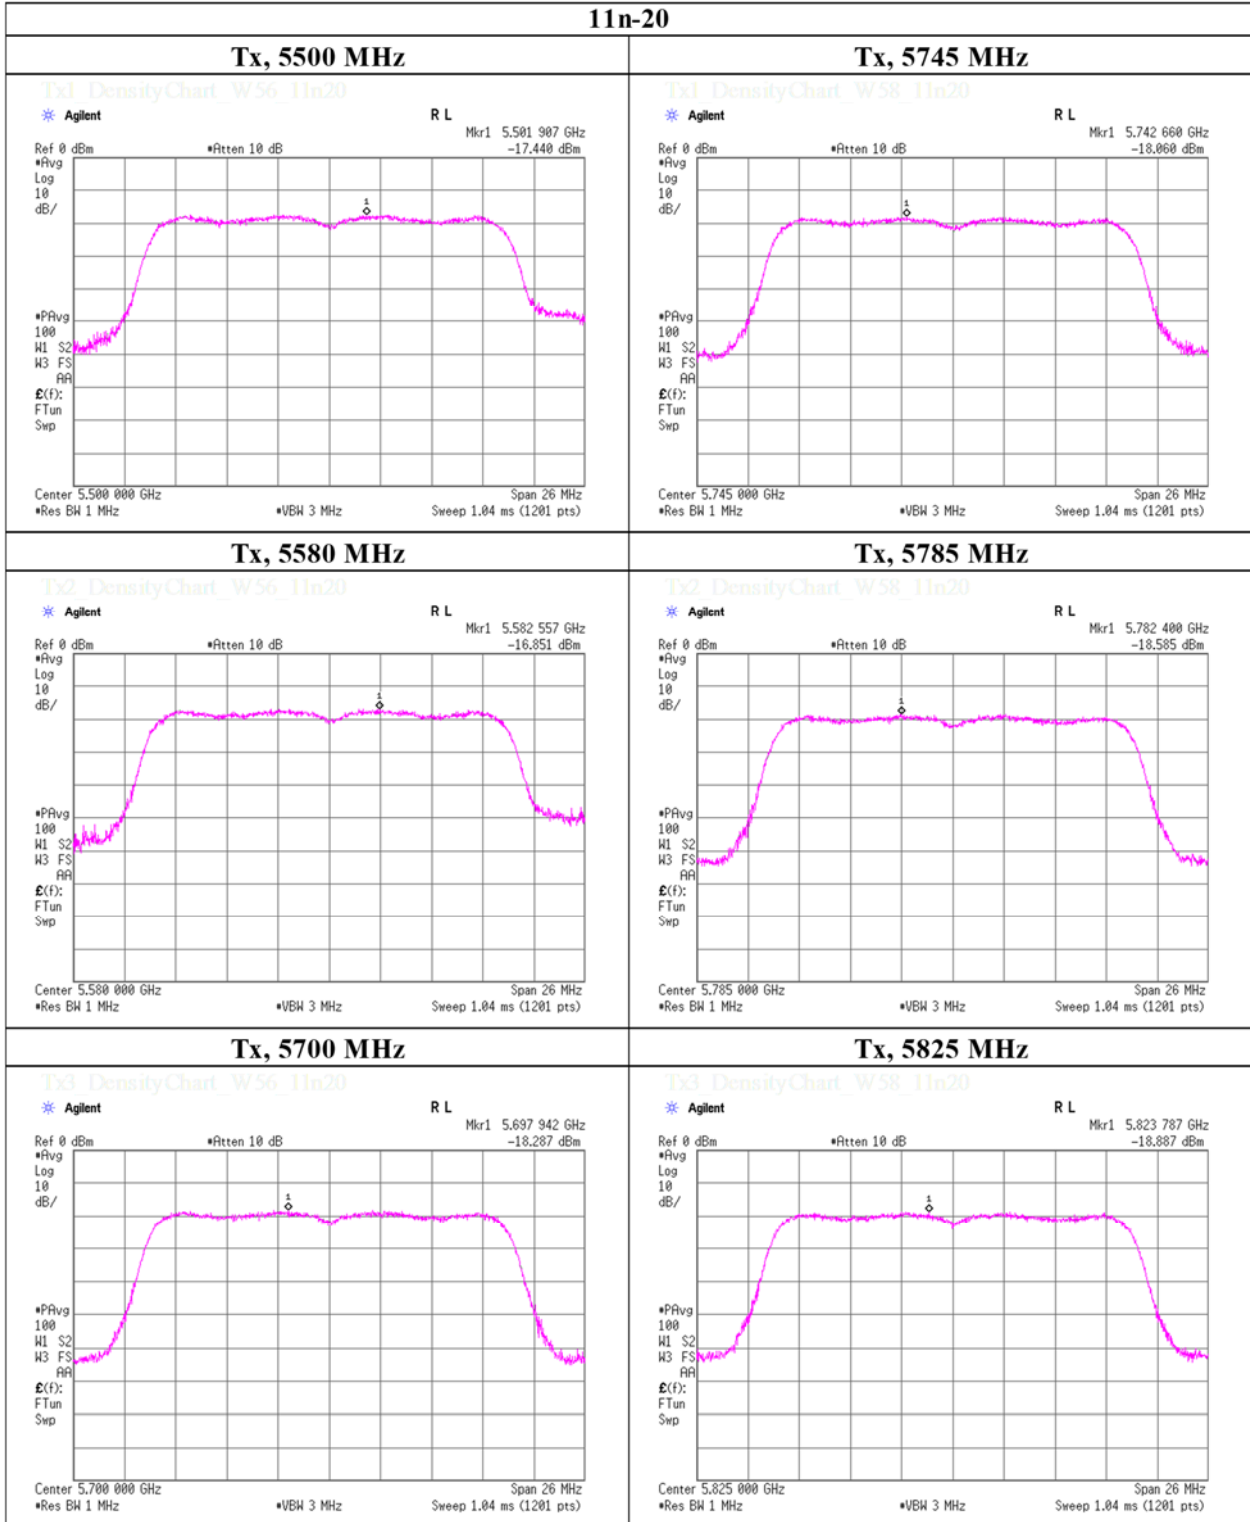 11n-20
Tx, 5500 MHz
Tx1_DensityChart_W56_11n20
Agilent R L
Mkr1 5.501 907 GHz
Ref 0 dBm #Atten 10 dB -17.440 dBm
#Avg
Log
10
dB/
1
#PAvg
100
W1 S2
W3 FS
AA
£(f):
FTun
Swp
Center 5.500 000 GHz Span 26 MHz
#Res BW 1 MHz #VBW 3 MHz Sweep 1.04 ms (1201 pts)
Tx, 5745 MHz
Tx1_DensityChart_W58_11n20
Agilent R L
Mkr1 5.742 660 GHz
Ref 0 dBm #Atten 10 dB -18.060 dBm
#Avg
Log
10
dB/
1
#PAvg
100
W1 S2
W3 FS
AA
£(f):
FTun
Swp
Center 5.745 000 GHz Span 26 MHz
#Res BW 1 MHz #VBW 3 MHz Sweep 1.04 ms (1201 pts)
Tx, 5580 MHz
Tx2_DensityChart_W56_11n20
Agilent R L
Mkr1 5.582 557 GHz
Ref 0 dBm #Atten 10 dB -16.851 dBm
#Avg
Log
10
dB/
1
#PAvg
100
W1 S2
W3 FS
AA
£(f):
FTun
Swp
Center 5.580 000 GHz Span 26 MHz
#Res BW 1 MHz #VBW 3 MHz Sweep 1.04 ms (1201 pts)
Tx, 5785 MHz
Tx2_DensityChart_W58_11n20
Agilent R L
Mkr1 5.782 400 GHz
Ref 0 dBm #Atten 10 dB -18.585 dBm
#Avg
Log
10
dB/
1
#PAvg
100
W1 S2
W3 FS
AA
£(f):
FTun
Swp
Center 5.785 000 GHz Span 26 MHz
#Res BW 1 MHz #VBW 3 MHz Sweep 1.04 ms (1201 pts)
Tx, 5700 MHz
Tx3_DensityChart_W56_11n20
Agilent R L
Mkr1 5.697 942 GHz
Ref 0 dBm #Atten 10 dB -18.287 dBm
#Avg
Log
10
dB/
1
#PAvg
100
W1 S2
W3 FS
AA
£(f):
FTun
Swp
Center 5.700 000 GHz Span 26 MHz
#Res BW 1 MHz #VBW 3 MHz Sweep 1.04 ms (1201 pts)
Tx, 5825 MHz
Tx3_DensityChart_W58_11n20
Agilent R L
Mkr1 5.823 787 GHz
Ref 0 dBm #Atten 10 dB -18.887 dBm
#Avg
Log
10
dB/
1
#PAvg
100
W1 S2
W3 FS
AA
£(f):
FTun
Swp
Center 5.825 000 GHz Span 26 MHz
#Res BW 1 MHz #VBW 3 MHz Sweep 1.04 ms (1201 pts)